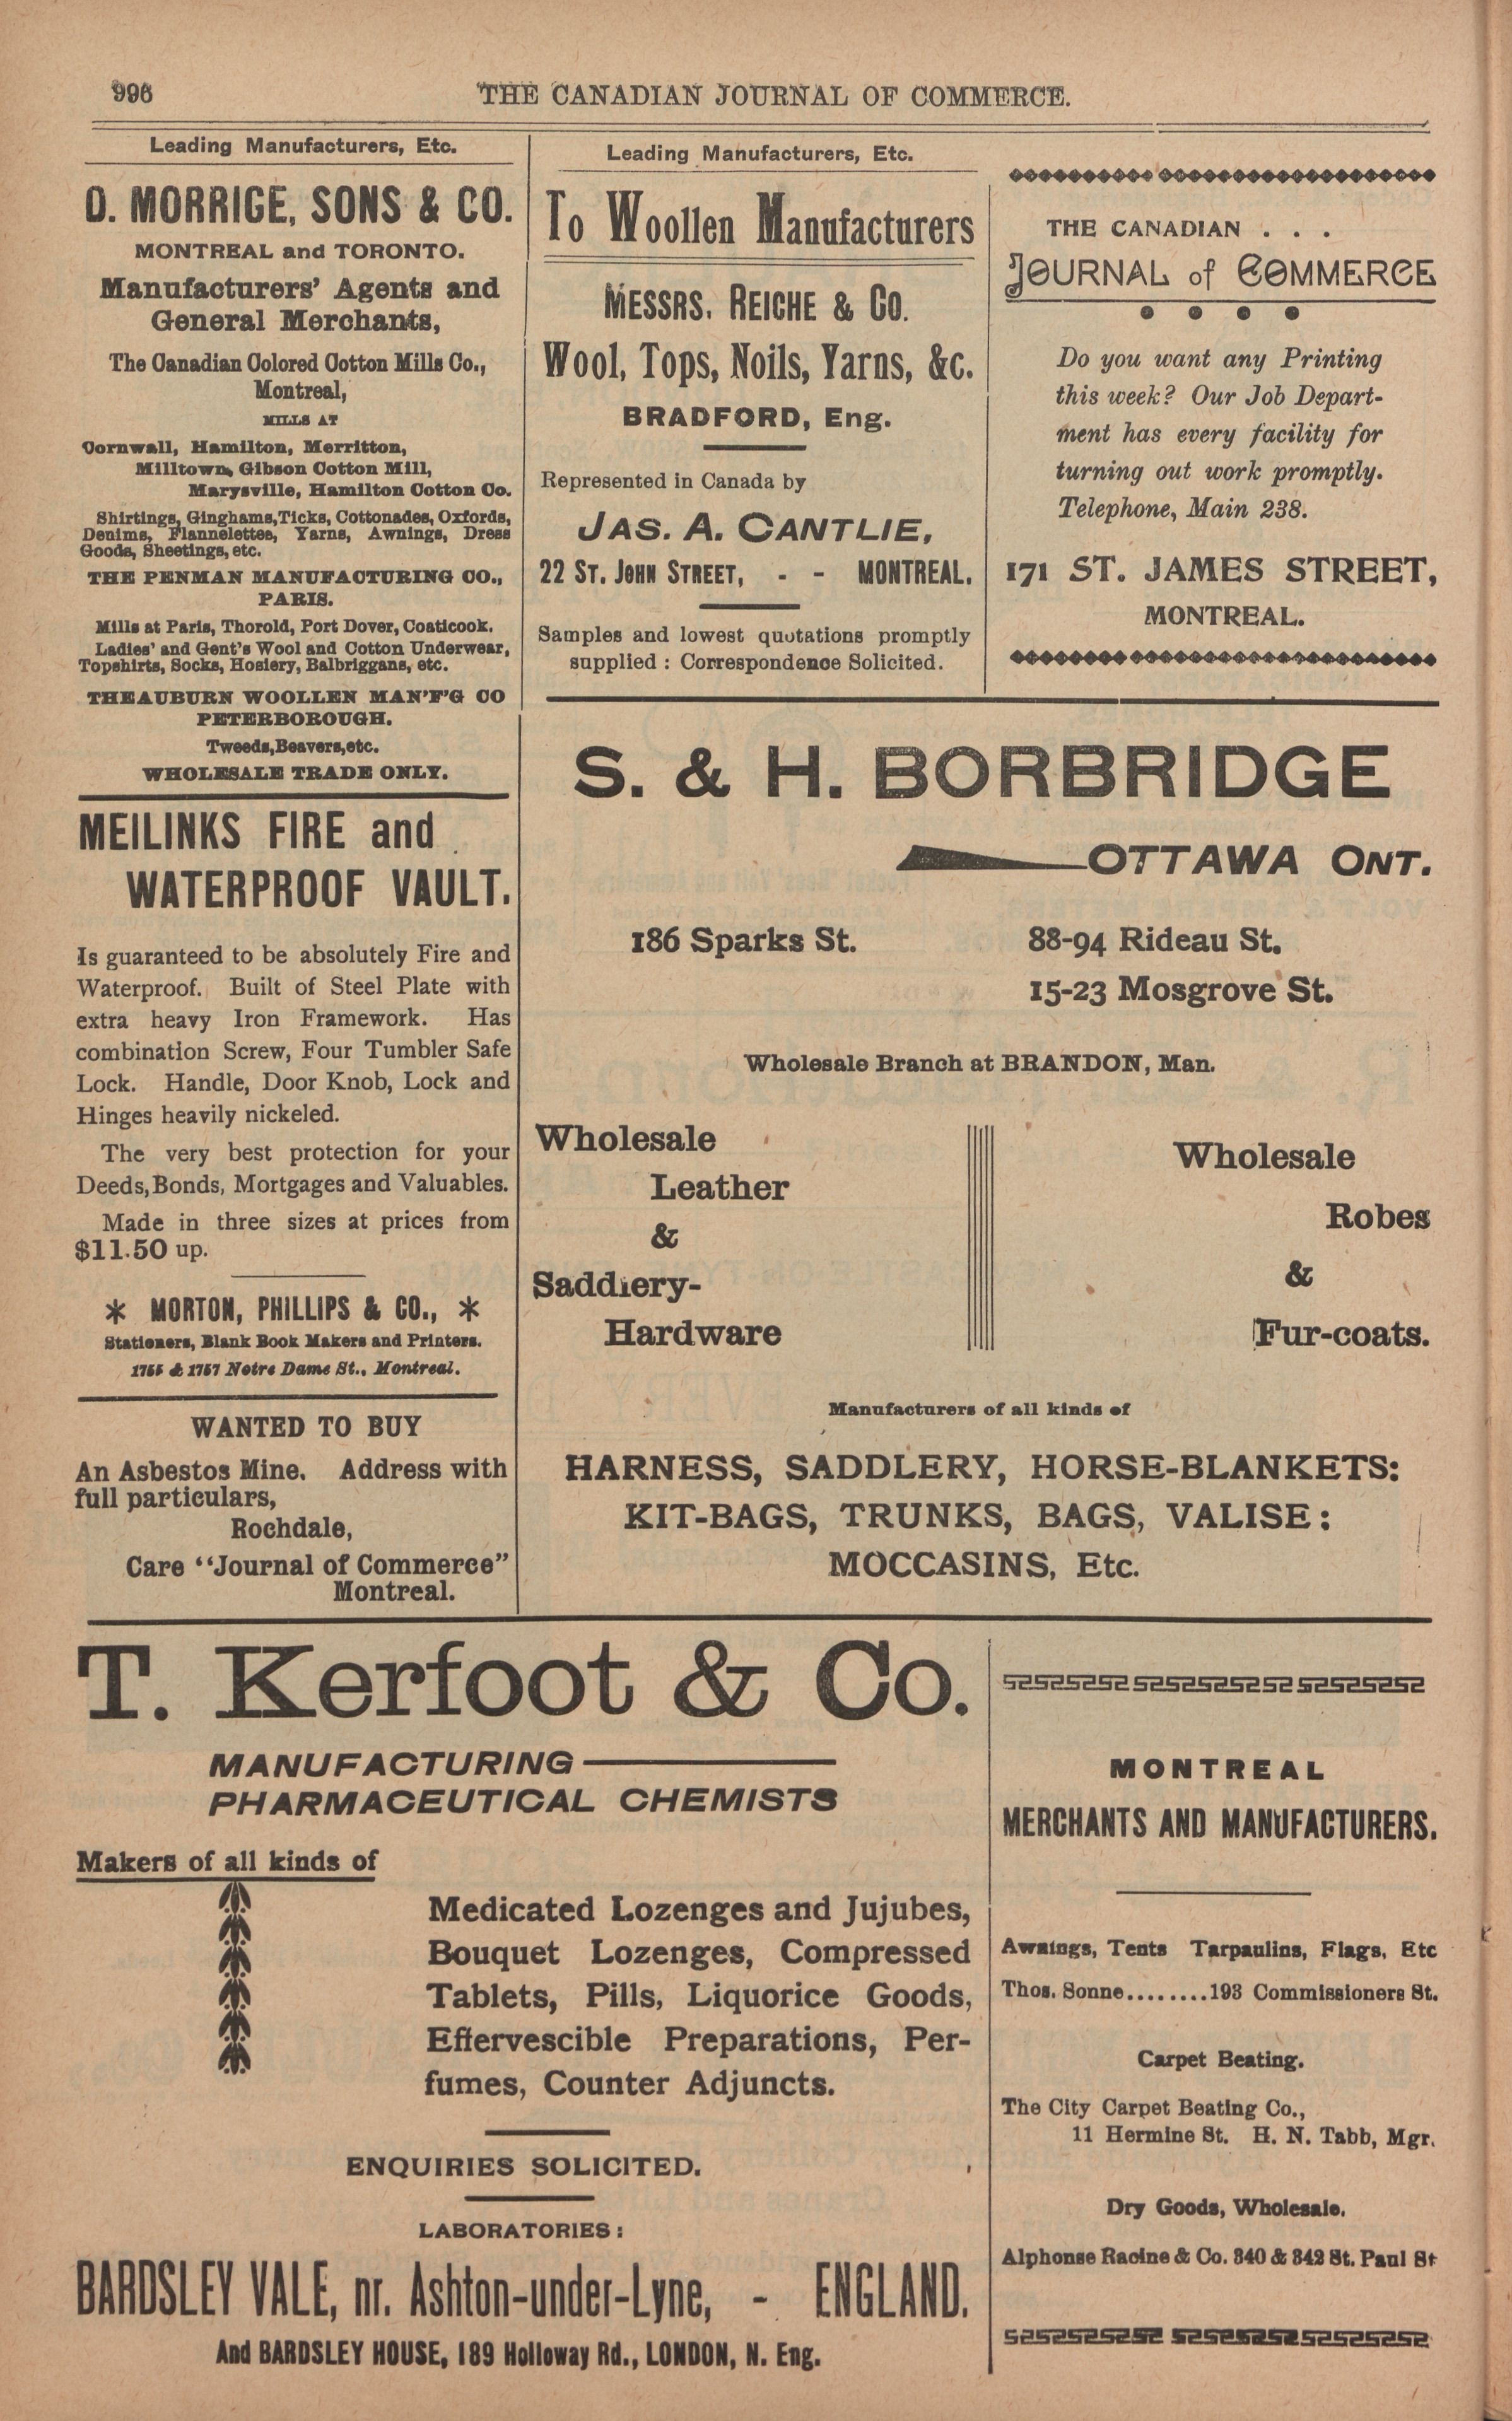 996
THE CANADIAN JOURNAL OF COMMERCE.
Leading Manufacturers, Etc.
D. MORRICE, SONS & CO.
MONTREAL and TORONTO.
Manufacturers' Agents and
General Merchants,
The Canadian Colored Cotton Mills Co.,
Montreal,
MILLS AT
Cornwall, Hamilton, Merritton,
Milltown, Gibson Cotton Mill,
Marysville, Hamilton Cotton Co.
Shirtings, Ginghams, Ticks, Cottonades, Oxfords,
Denims, Flannelettes, Yarns, Awnings, Dress
Goods, Sheetings, etc.
THE PENMAN MANUFACTURING CO.,
PARIS.
Mills at Paris, Thorold, Port Dover, Coaticook.
Ladies' and Gent's Wool and Cotton Underwear,
Topshirts, Socks, Hosiery, Balbriggans, etc.
THE AUBURN WOOLLEN MAN'F'G CO
PETERBOROUGH.
Tweeds, Beavers, etc.
WHOLESALE TRADE ONLY.
MEILINKS FIRE and
WATERPROOF VAULT.
Is guaranteed to be absolutely Fire and
Waterproof. Built of Steel Plate with
extra heavy Iron Framework. Has
combination Screw, Four Tumbler Safe
Lock. Handle, Door Knob, Lock and
Hinges heavily nickeled.
The very best protection for your
Deeds, Bonds, Mortgages and Valuables.
Made in three sizes at prices from
$11.50 up.
* MORTON, PHILLIPS & CO., *
Stationers, Blank Book Makers and Printers.
1755 & 1757 Notre Dame St., Montreal.
WANTED TO BUY
An Asbestos Mine. Address with
full particulars,
Rochdale,
Care "Journal of Commerce"
Montreal.
Leading Manufacturers, Etc.
To Woollen Manufacturers
MESSRS. REICHE & CO.
Wool, Tops, Noils, Yarns, &c.
BRADFORD, Eng.
Represented in Canada by
JAS. A. CANTLIE,
22 ST. JOHN STREET, - - MONTREAL.
Samples and lowest quotations promptly
supplied : Correspondence Solicited.
THE CANADIAN . . .
JOURNAL of COMMERCE
Do you want any Printing
this week? Our Job Depart-
ment has every facility for
turning out work promptly.
Telephone, Main 238.
171 ST. JAMES STREET,
MONTREAL.
S. & H. BORBRIDGE
OTTAWA ONT.
186 Sparks St. 88-94 Rideau St.
15-23 Mosgrove St.
Wholesale Branch at BRANDON, Man.
Wholesale
Leather
&
Saddlery-
Hardware
Wholesale
Robes
&
Fur-coats.
Manufacturers of all kinds of
HARNESS, SADDLERY, HORSE-BLANKETS:
KIT-BAGS, TRUNKS, BAGS, VALISE:
MOCCASINS, Etc.
T. Kerfoot & Co.
MANUFACTURING
PHARMACEUTICAL CHEMISTS
Makers of all kinds of
Medicated Lozenges and Jujubes,
Bouquet Lozenges, Compressed
Tablets, Pills, Liquorice Goods,
Effervescible Preparations, Per-
fumes, Counter Adjuncts.
ENQUIRIES SOLICITED.
LABORATORIES:
BARDSLEY VALE, nr. Ashton-under-Lyne, - ENGLAND.
And BARDSLEY HOUSE, 189 Holloway Rd., LONDON, N. Eng.
MONTREAL
MERCHANTS AND MANUFACTURERS.
Awnings, Tents Tarpaulins, Flags, Etc
Thos. Sonne........193 Commissioners St.
Carpet Beating.
The City Carpet Beating Co.,
11 Hermine St. H. N. Tabb, Mgr.
Dry Goods, Wholesale.
Alphonse Racine & Co. 340 & 342 St. Paul St